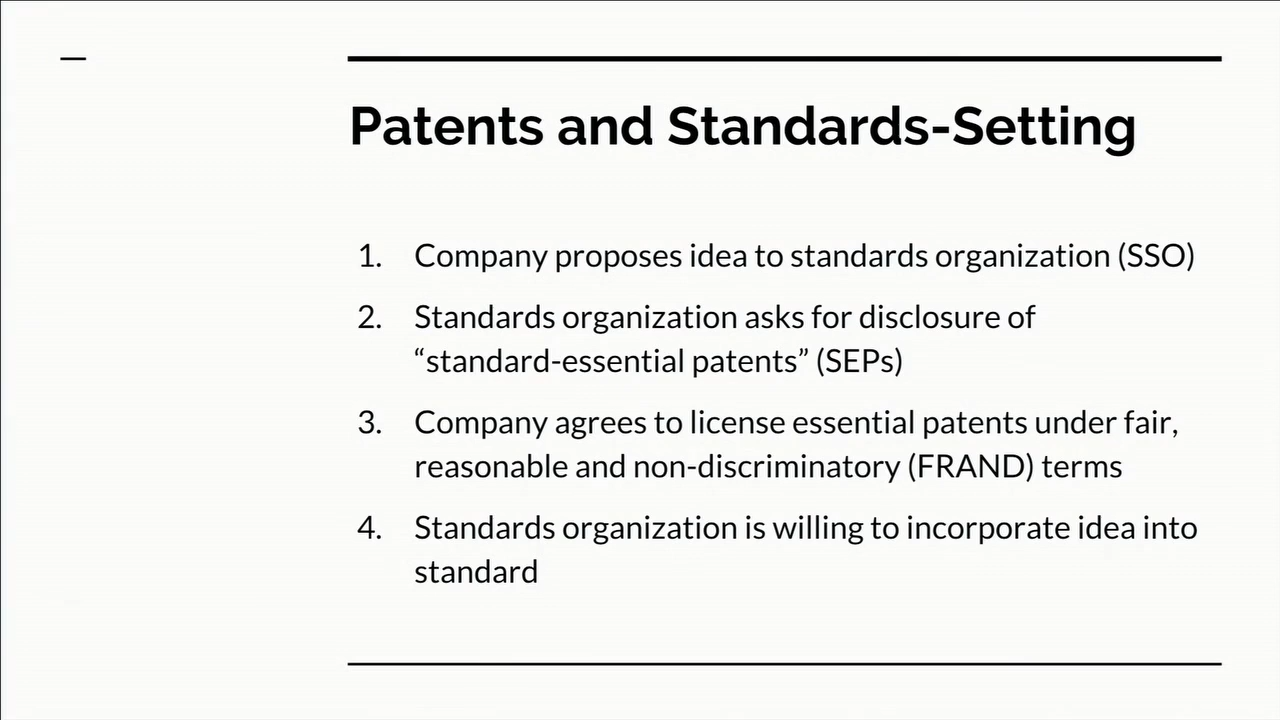 Patents and Standards-Setting
1. Company proposes idea to standards organization (SSO)
2. Standards organization asks for disclosure of
“standard-essential patents” (SEPs)
3. Company agrees to license essential patents under fair,
reasonable and non-discriminatory (FRAND) terms
4. Standards organization is willing to incorporate idea into
standard